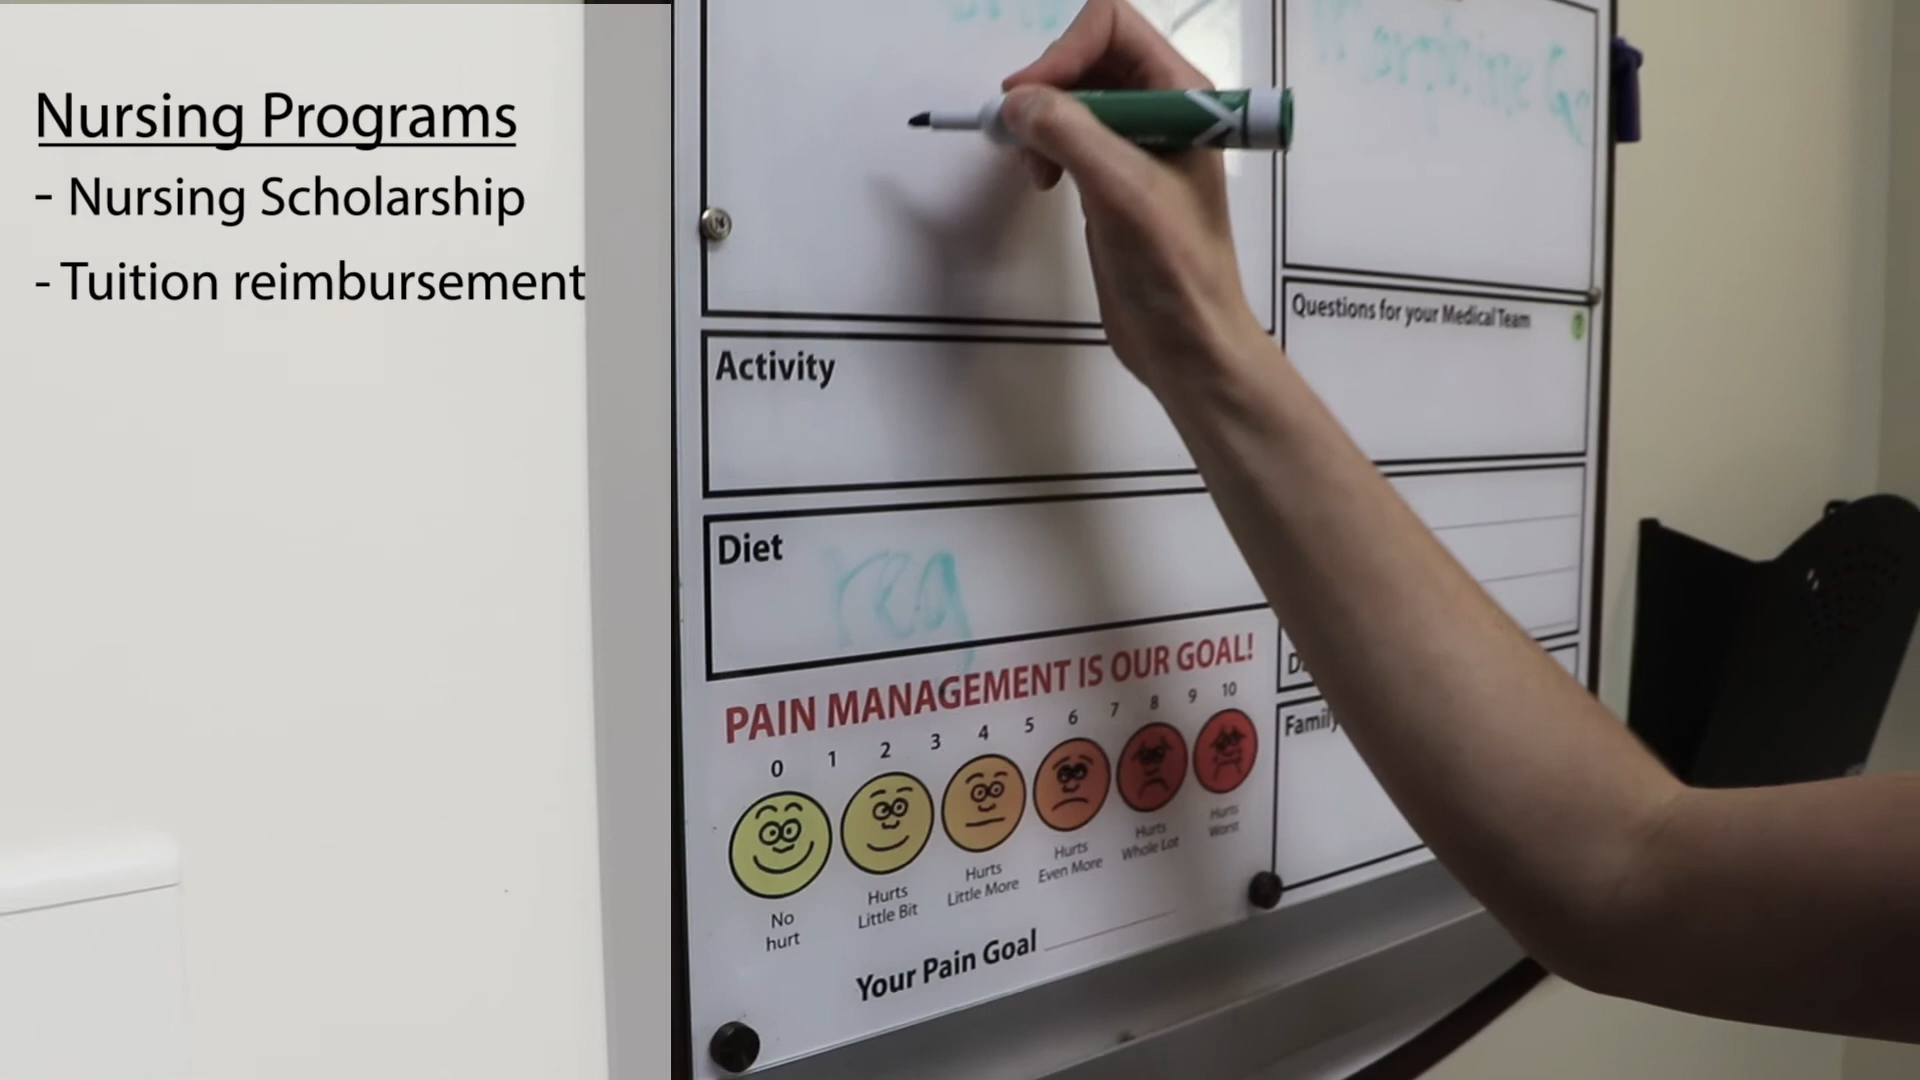 Nursing Programs
- Nursing Scholarship
- Tuition reimbursement
Questions for your Medical Team
Activity
Diet
reg
PAIN MANAGEMENT IS OUR GOAL!
0 1 2 3 4 5 6 7 8 9 10
No hurt
Hurts Little Bit
Hurts Little More
Hurts Even More
Hurts Whole Lot
Hurts Worst
Family
Your Pain Goal